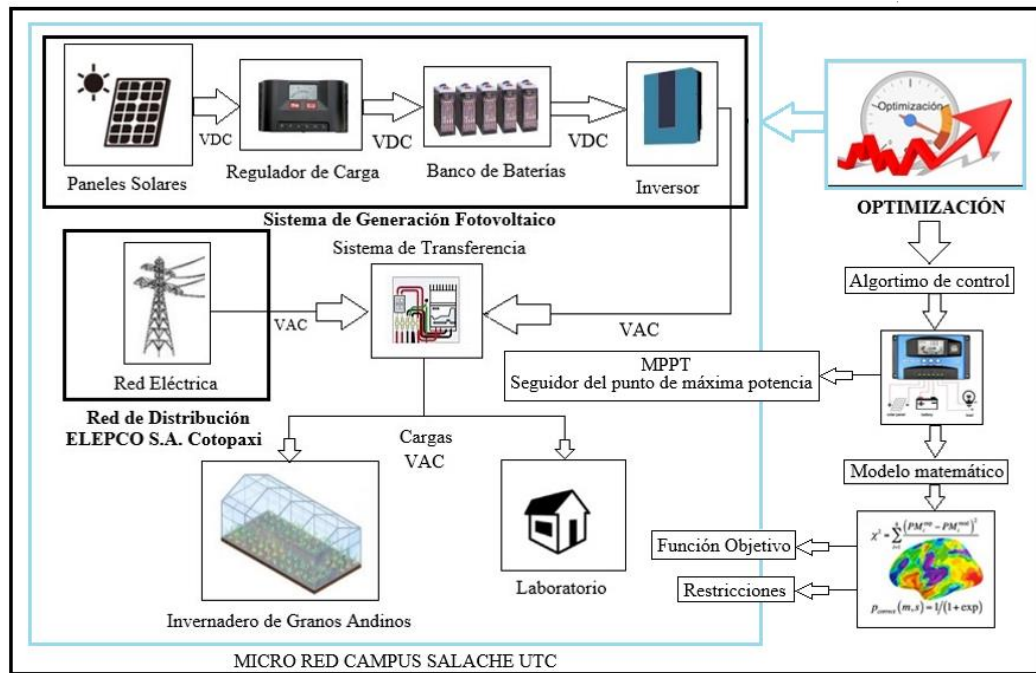 VDC
VDC
VDC
Paneles Solares
Regulador de Carga
Banco de Baterías
Inversor
Sistema de Generación Fotovoltaico
Optimización
OPTIMIZACIÓN
Sistema de Transferencia
VAC
VAC
Red Eléctrica
Red de Distribución
ELEPCO S.A. Cotopaxi
Cargas
VAC
Invernadero de Granos Andinos
Laboratorio
MICRO RED CAMPUS SALACHE UTC
Algortimo de control
MPPT
Seguidor del punto de máxima potencia
Modelo matemático
Función Objetivo
Restricciones